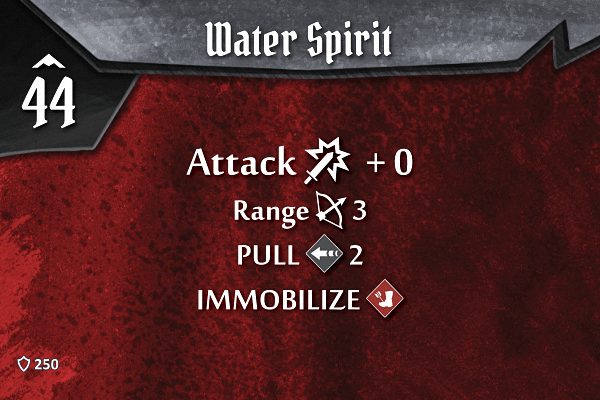 Water Spirit
44
Attack + 0
Range 3
PULL 2
IMMOBILIZE
250